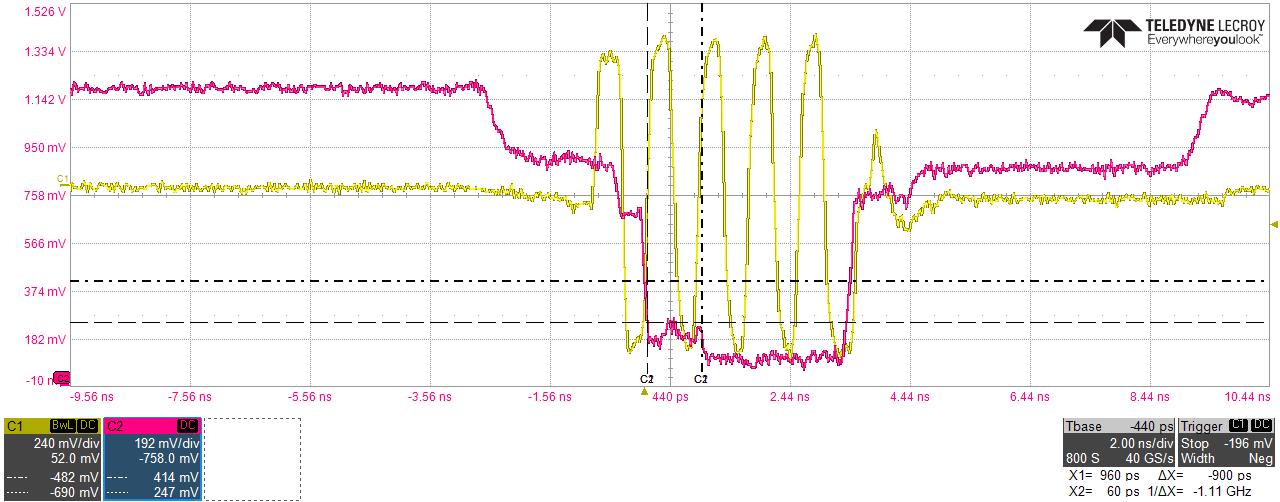 1.526 V
TELEDYNE LECROY
Everywhereyoulook™
1.334 V
1.142 V
950 mV
C1
758 mV
566 mV
374 mV
182 mV
-10 mV
C2
C2
-9.56 ns -7.56 ns -5.56 ns -3.56 ns -1.56 ns 440 ps 2.44 ns 4.44 ns 6.44 ns 8.44 ns 10.44 ns
C1 BwL DC
240 mV/div
52.0 mV
-482 mV
-690 mV
C2 DC
192 mV/div
-758.0 mV
414 mV
247 mV
Tbase -440 ps
2.00 ns/div
800 S 40 GS/s
Trigger C1 DC
Stop -196 mV
Width Neg
X1= 960 ps ΔX= -900 ps
X2= 60 ps 1/ΔX= -1.11 GHz